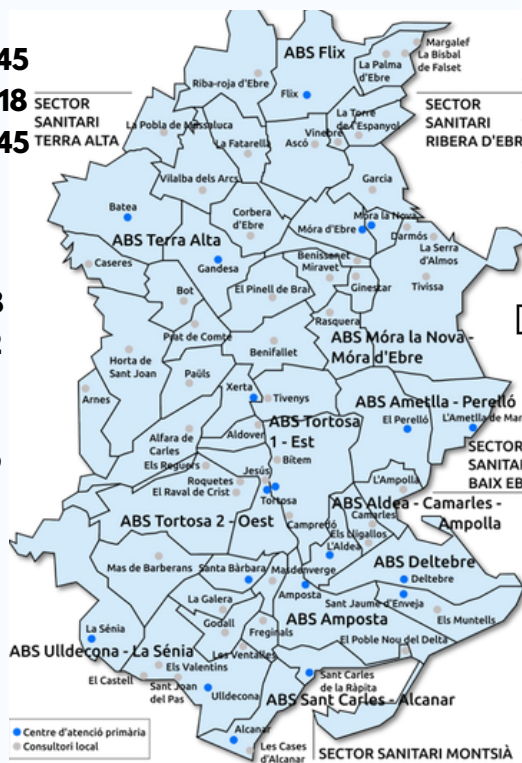 45
18
45
ABS Flix
Margalef
La Bisbal
de Falset
La Palma
d'Ebre
Riba-roja d'Ebre
Flix
SECTOR
SANITARI
TERRA ALTA
SECTOR
SANITARI
RIBERA D'EBR
La Torre
de l'Espanyol
Vinebre
Ascó
La Pobla de Massaluca
La Fatarella
Vilalba dels Arcs
Garcia
Batea
Corbera
d'Ebre
Móra d'Ebre
Móra la Nova
Darmós
La Serra
d'Almos
ABS Terra Alta
Gandesa
Caseres
Benissanet
Miravet
Ginestar
Tivissa
Bot
El Pinell de Brai
Rasquera
Prat de Comte
Benifallet
ABS Móra la Nova -
Móra d'Ebre
Horta de
Sant Joan
Arnes
Paüls
Xerta
Tivenys
ABS Ametlla - Perelló
El Perelló
L'Ametlla de Mar
Aldover
ABS Tortosa
1 - Est
Alfara de
Carles
Els Reguers
Bítem
SECTOR
SANITAR
BAIX EB
Jesús
Roquetes
El Raval de Crist
Tortosa
L'Ampolla
ABS Aldea - Camarles -
Ampolla
Camarles
Campredó
Els Lligallos
L'Aldea
ABS Tortosa 2 - Oest
Mas de Barberans
Santa Bàrbara
Masdenverge
Amposta
ABS Deltebre
Deltebre
Sant Jaume d'Enveja
Els Muntells
La Galera
Godall
Freginals
ABS Amposta
El Poble Nou del Delta
La Sénia
ABS Ulldecona - La Sénia
Les Ventalles
Els Valentins
El Castell
Sant Joan
del Pas
Ulldecona
Sant Carles
de la Ràpita
ABS Sant Carles - Alcanar
Alcanar
Les Cases
d'Alcanar
SECTOR SANITARI MONTSIÀ
Centre d'atenció primària
Consultori local